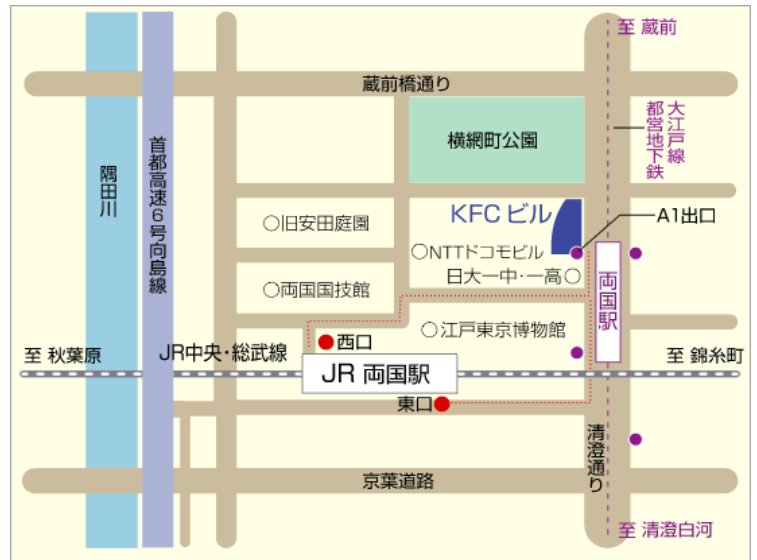 至 蔵前
蔵前橋通り
大江戸線
都営地下鉄
横網町公園
隅田川
首都高速6号向島線
KFC ビル
A1出口
○旧安田庭園
○NTTドコモビル
日大一中・一高○
○両国国技館
両国駅
○江戸東京博物館
西口
至 秋葉原
JR中央・総武線
至 錦糸町
JR 両国駅
東口
清澄通り
京葉道路
至 清澄白河